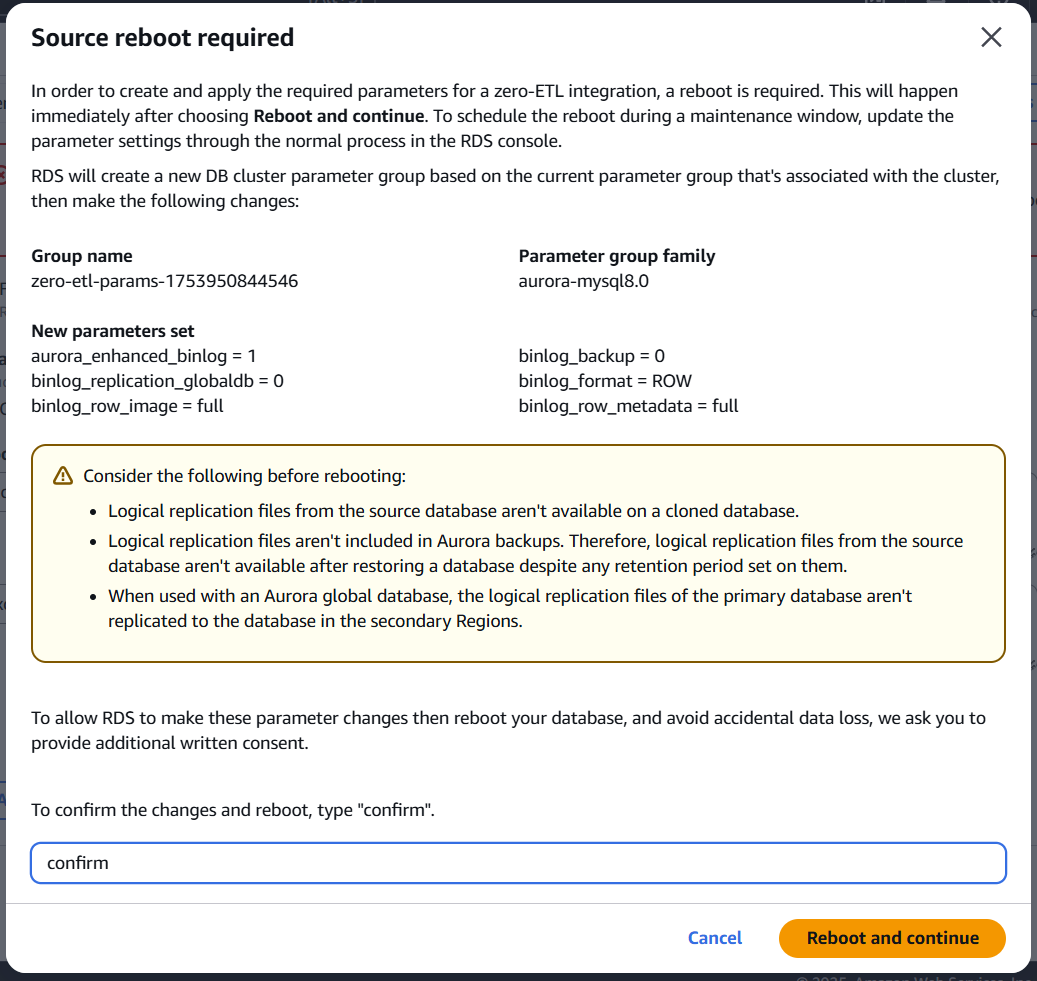 Source reboot required
In order to create and apply the required parameters for a zero-ETL integration, a reboot is required. This will happen
immediately after choosing Reboot and continue. To schedule the reboot during a maintenance window, update the
parameter settings through the normal process in the RDS console.
RDS will create a new DB cluster parameter group based on the current parameter group that's associated with the cluster,
then make the following changes:
Group name
zero-etl-params-1753950844546
Parameter group family
aurora-mysql8.0
New parameters set
aurora_enhanced_binlog = 1
binlog_replication_globaldb = 0
binlog_row_image = full
binlog_backup = 0
binlog_format = ROW
binlog_row_metadata = full
Consider the following before rebooting:
• Logical replication files from the source database aren't available on a cloned database.
• Logical replication files aren't included in Aurora backups. Therefore, logical replication files from the source
database aren't available after restoring a database despite any retention period set on them.
• When used with an Aurora global database, the logical replication files of the primary database aren't
replicated to the database in the secondary Regions.
To allow RDS to make these parameter changes then reboot your database, and avoid accidental data loss, we ask you to
provide additional written consent.
To confirm the changes and reboot, type "confirm".
confirm
Cancel
Reboot and continue